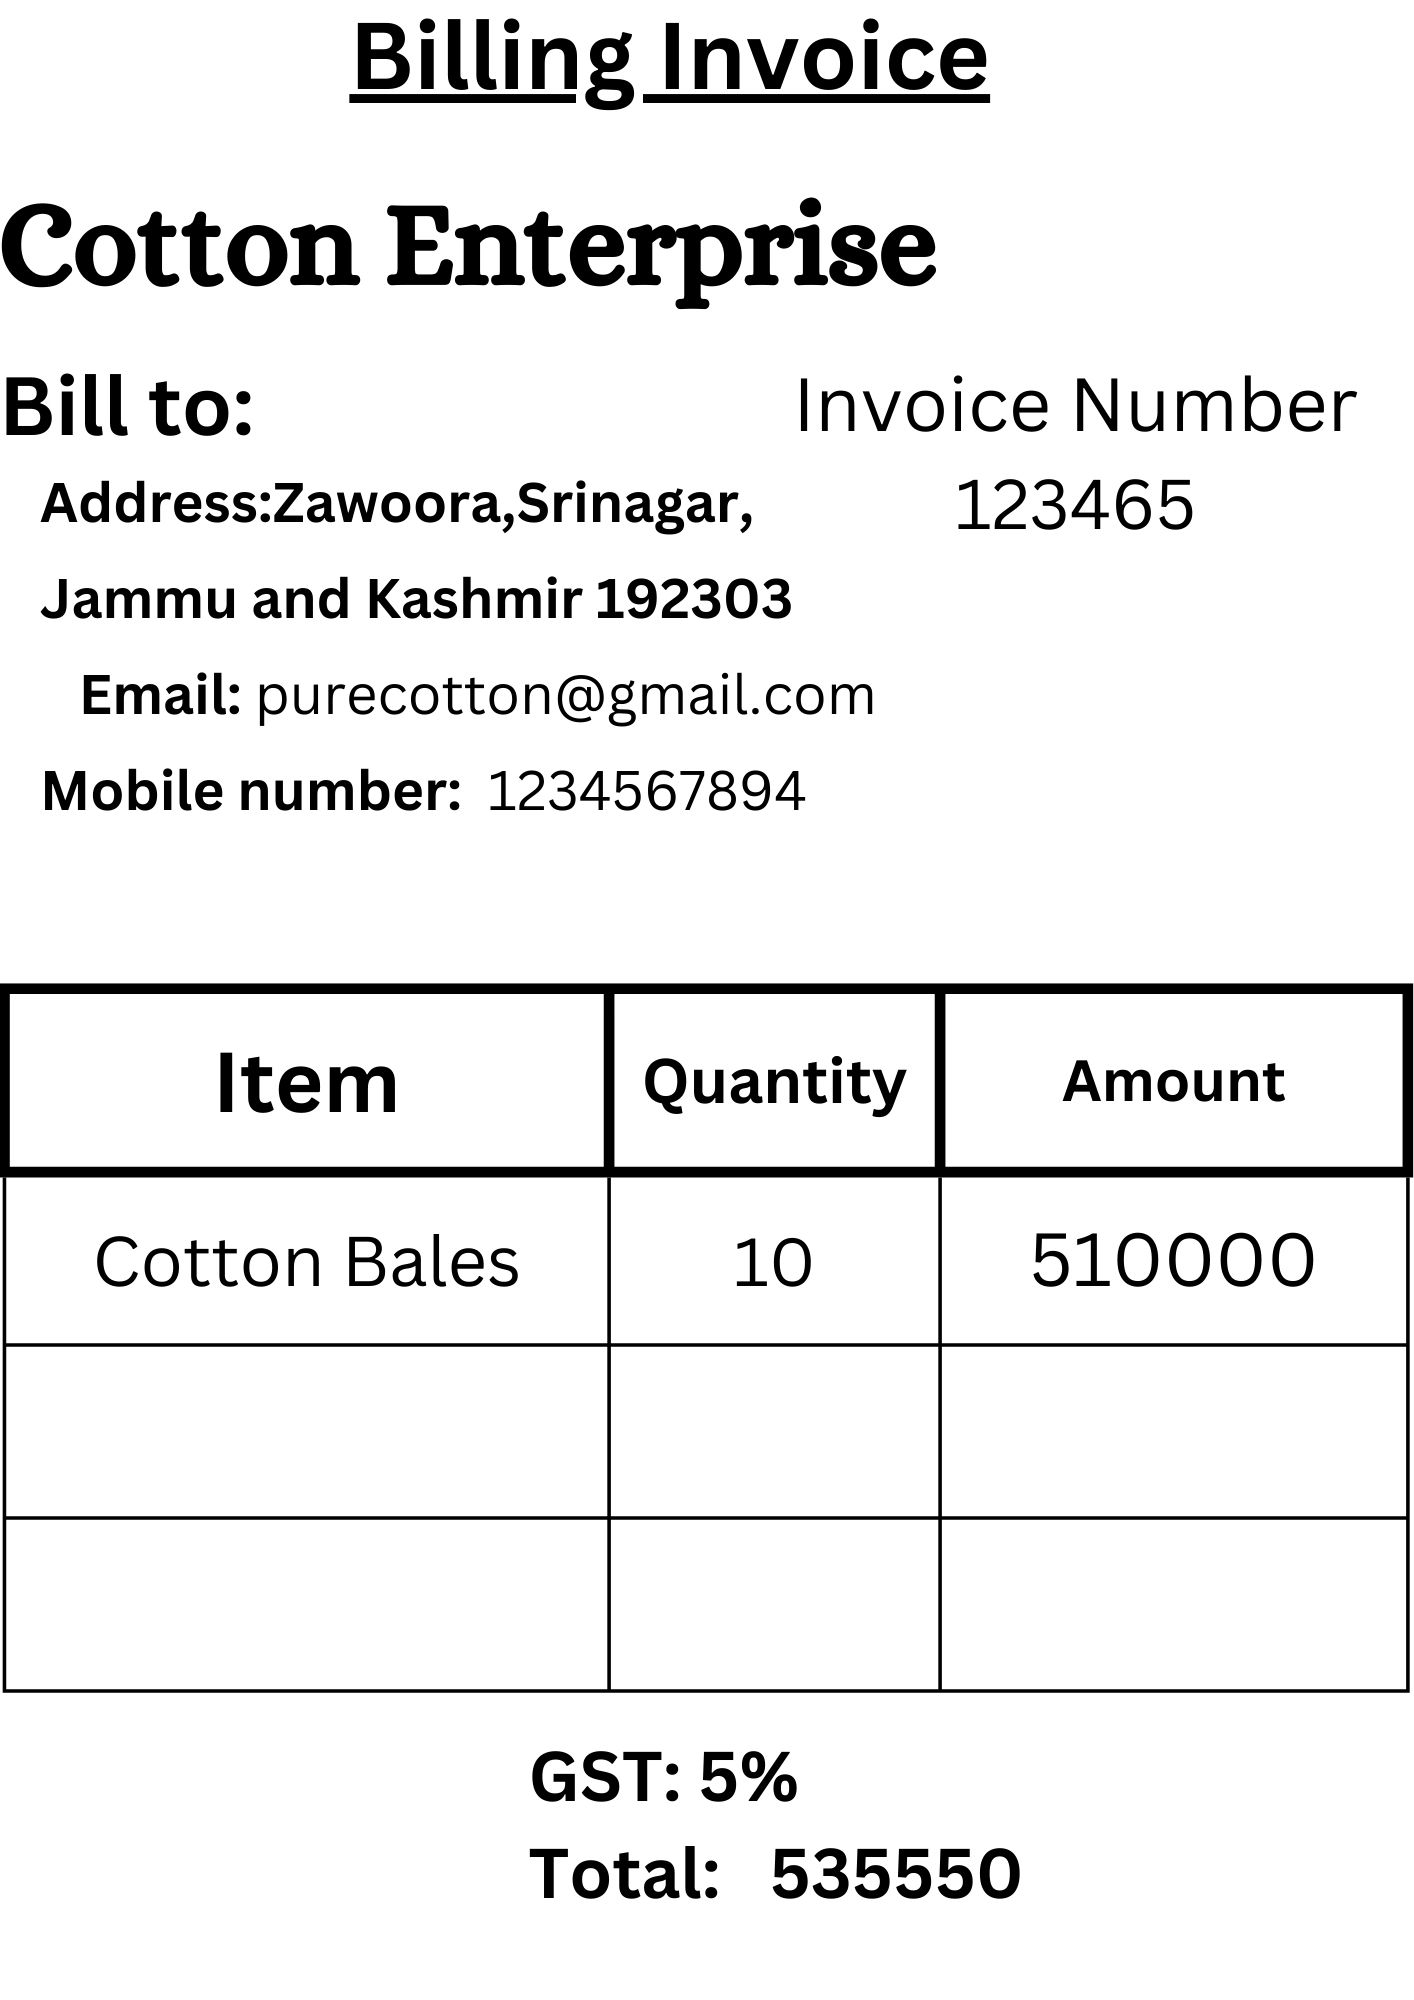 Billing Invoice
Cotton Enterprise
Bill to:
Address:Zawoora,Srinagar,
Jammu and Kashmir 192303
Email: purecotton@gmail.com
Mobile number: 1234567894
Invoice Number
123465
Item Quantity Amount
Cotton Bales 10 510000
GST: 5%
Total: 535550